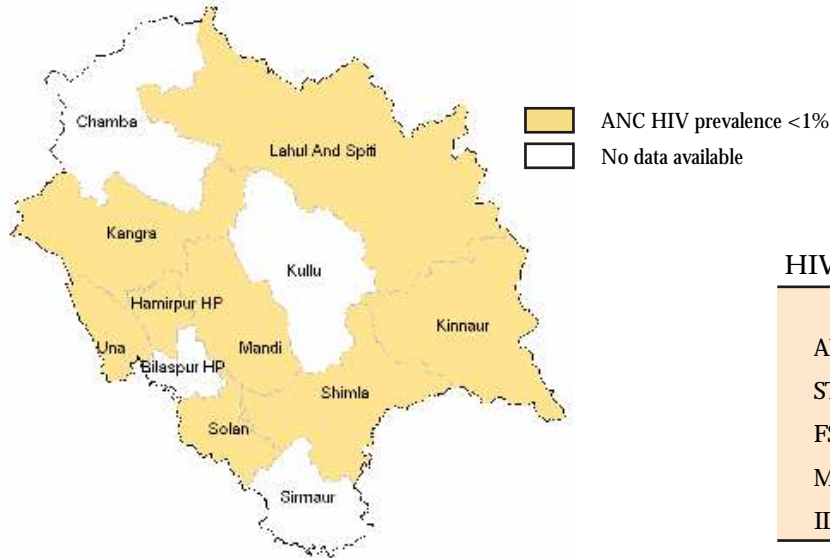 Chamba
ANC HIV prevalence <1%
Lahul And Spiti
No data available
Kangra
Kullu
HIV
Hamirpur HP
Kinnaur
Una
Mandi
Bilaspur HP
Shimla
Solan
Sirmaur